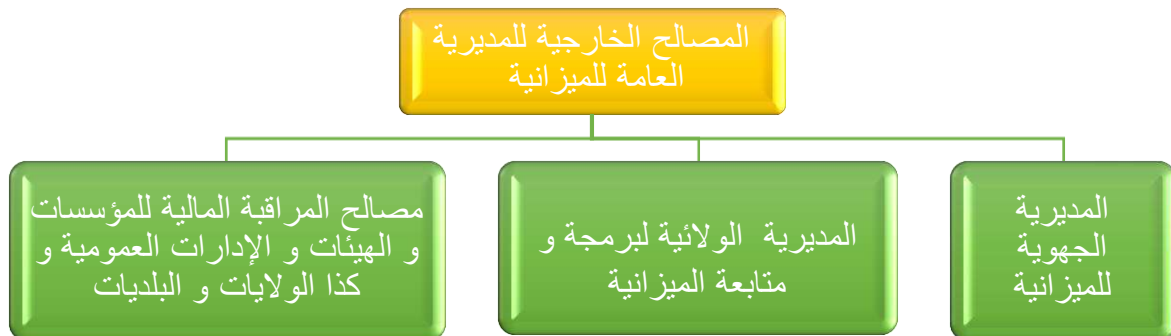 المصالح الخارجية للمديرية
العامة للميزانية
المديرية
الجهوية
للميزانية
المديرية الولائية لبرمجة و
متابعة الميزانية
مصالح المراقبة المالية للمؤسسات
و الهيئات و الإدارات العمومية و
كذا الولايات و البلديات